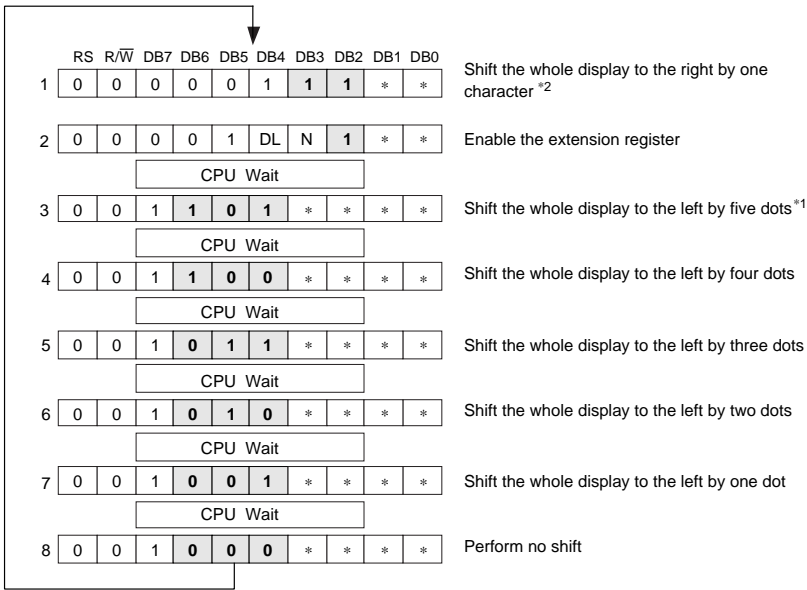 RS R/W̅ DB7 DB6 DB5 DB4 DB3 DB2 DB1 DB0
1 0 0 0 0 0 1 1 1 * * Shift the whole display to the right by one
character *2
2 0 0 0 0 1 DL N 1 * * Enable the extension register
CPU Wait
3 0 0 1 1 0 1 * * * * Shift the whole display to the left by five dots*1
CPU Wait
4 0 0 1 1 0 0 * * * * Shift the whole display to the left by four dots
CPU Wait
5 0 0 1 0 1 1 * * * * Shift the whole display to the left by three dots
CPU Wait
6 0 0 1 0 1 0 * * * * Shift the whole display to the left by two dots
CPU Wait
7 0 0 1 0 0 1 * * * * Shift the whole display to the left by one dot
CPU Wait
8 0 0 1 0 0 0 * * * * Perform no shift